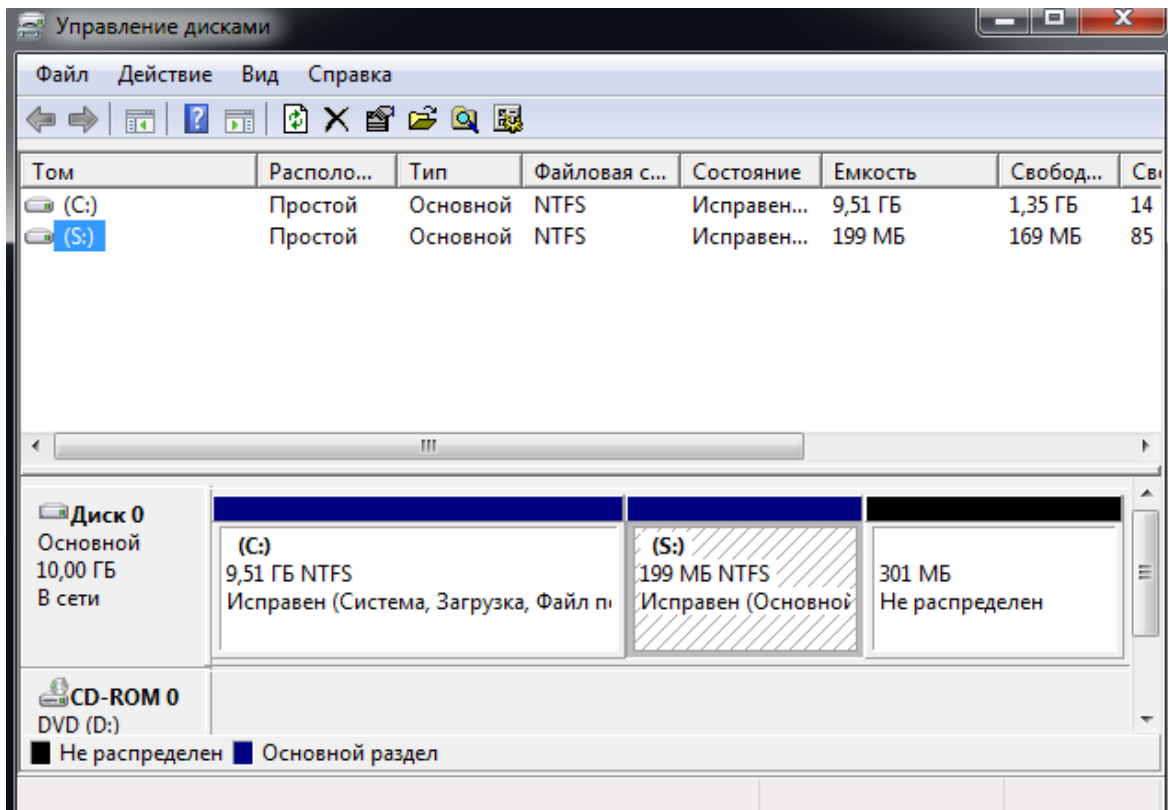 Управление дисками
Файл Действие Вид Справка
Том Располо... Тип Файловая с... Состояние Емкость Свобод... Сво
(C:) Простой Основной NTFS Исправен... 9,51 ГБ 1,35 ГБ 14
(S:) Простой Основной NTFS Исправен... 199 МБ 169 МБ 85
Диск 0
Основной
10,00 ГБ
В сети
(C:)
9,51 ГБ NTFS
Исправен (Система, Загрузка, Файл п
(S:)
199 МБ NTFS
Исправен (Основной
301 МБ
Не распределен
CD-ROM 0
DVD (D:)
Не распределен Основной раздел